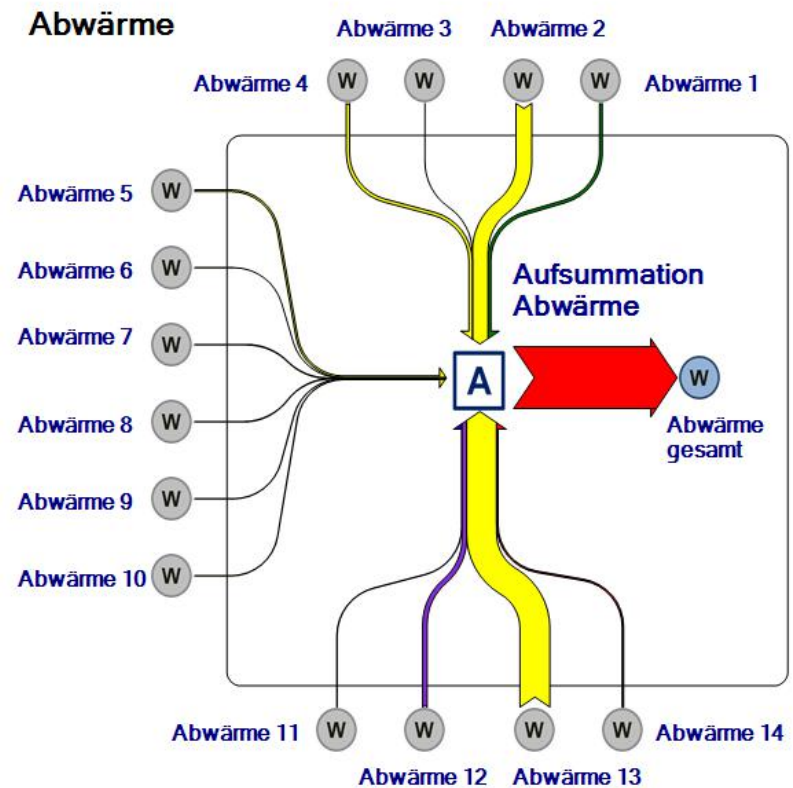 Abwärme
Abwärme 3
Abwärme 2
Abwärme 4
W
W
W
W
Abwärme 1
Abwärme 5
W
Abwärme 6
W
Aufsummation
Abwärme
Abwärme 7
W
A
W
Abwärme
gesamt
Abwärme 8
W
Abwärme 9
W
Abwärme 10
W
Abwärme 11
W
W
W
W
Abwärme 14
Abwärme 12
Abwärme 13